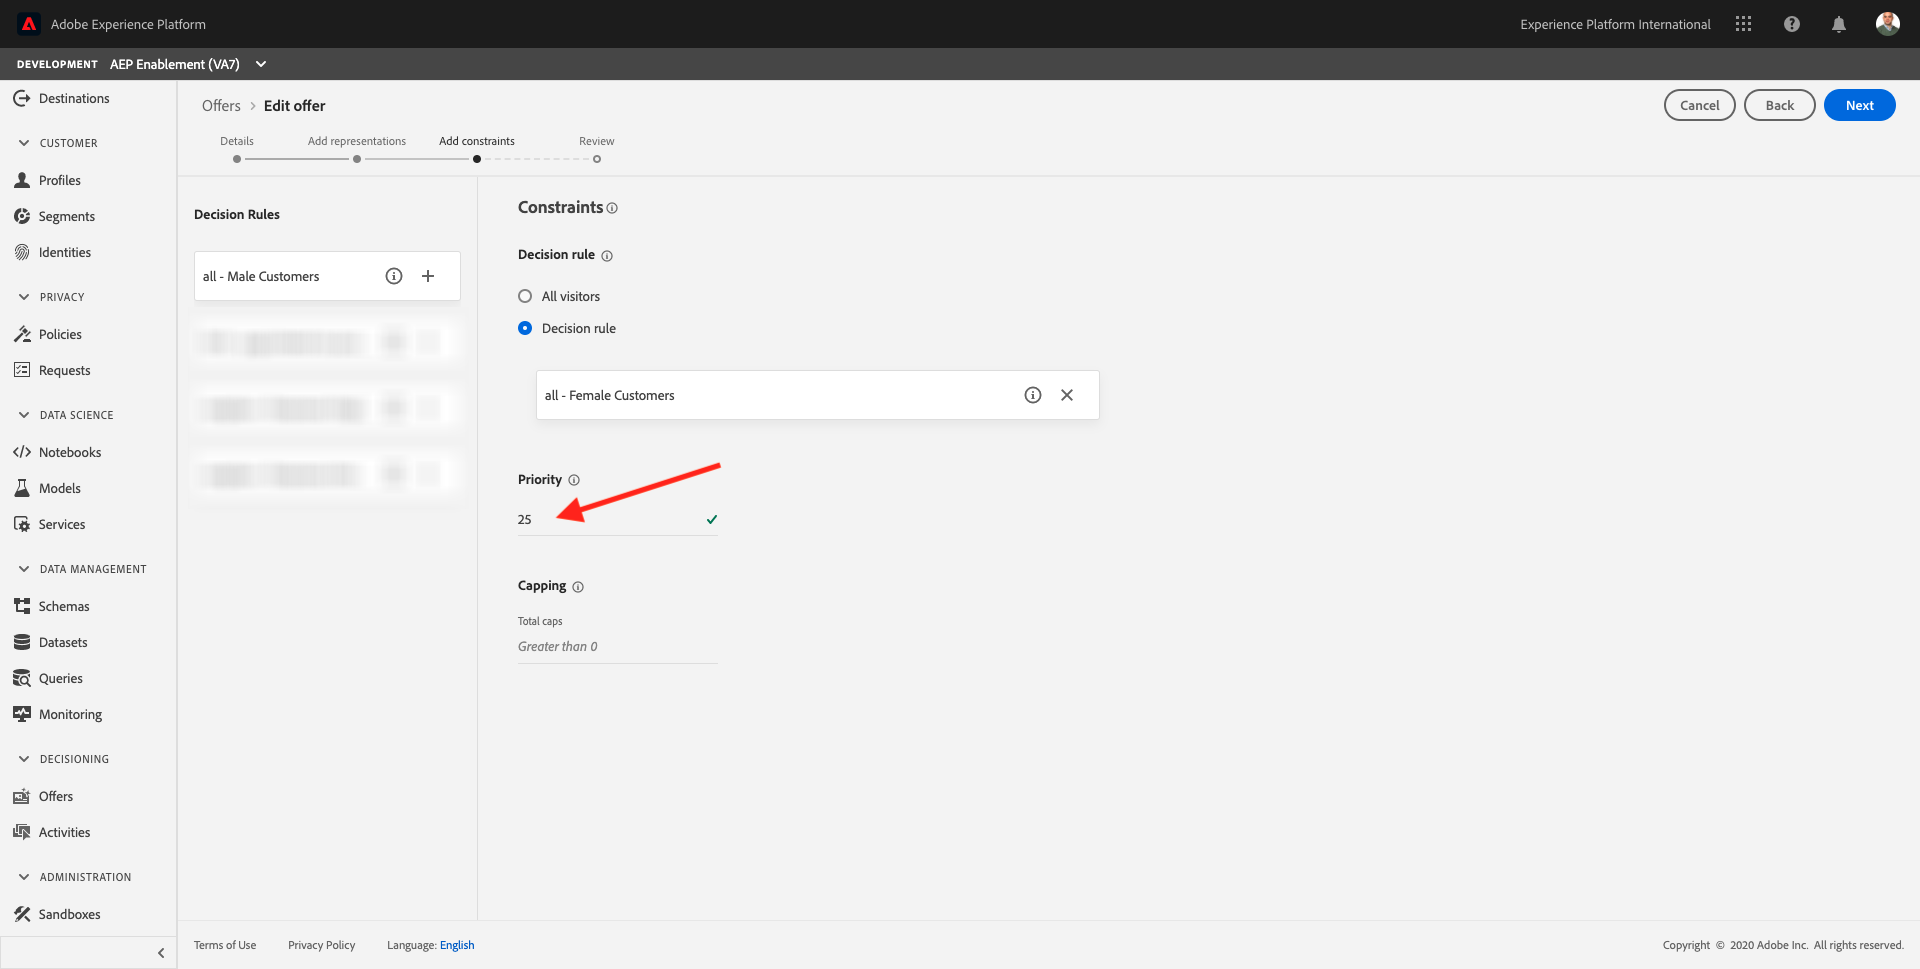 Adobe Experience Platform
Experience Platform International
DEVELOPMENT AEP Enablement (VA7)
Destinations
CUSTOMER
Profiles
Segments
Identities
PRIVACY
Policies
Requests
DATA SCIENCE
Notebooks
Models
Services
DATA MANAGEMENT
Schemas
Datasets
Queries
Monitoring
DECISIONING
Offers
Activities
ADMINISTRATION
Sandboxes
Offers > Edit offer
Cancel
Back
Next
Details
Add representations
Add constraints
Review
Decision Rules
all - Male Customers
Constraints
Decision rule
All visitors
Decision rule
all - Female Customers
Priority
25
Capping
Total caps
Greater than 0
Terms of Use
Privacy Policy
Language: English
Copyright © 2020 Adobe Inc. All rights reserved.